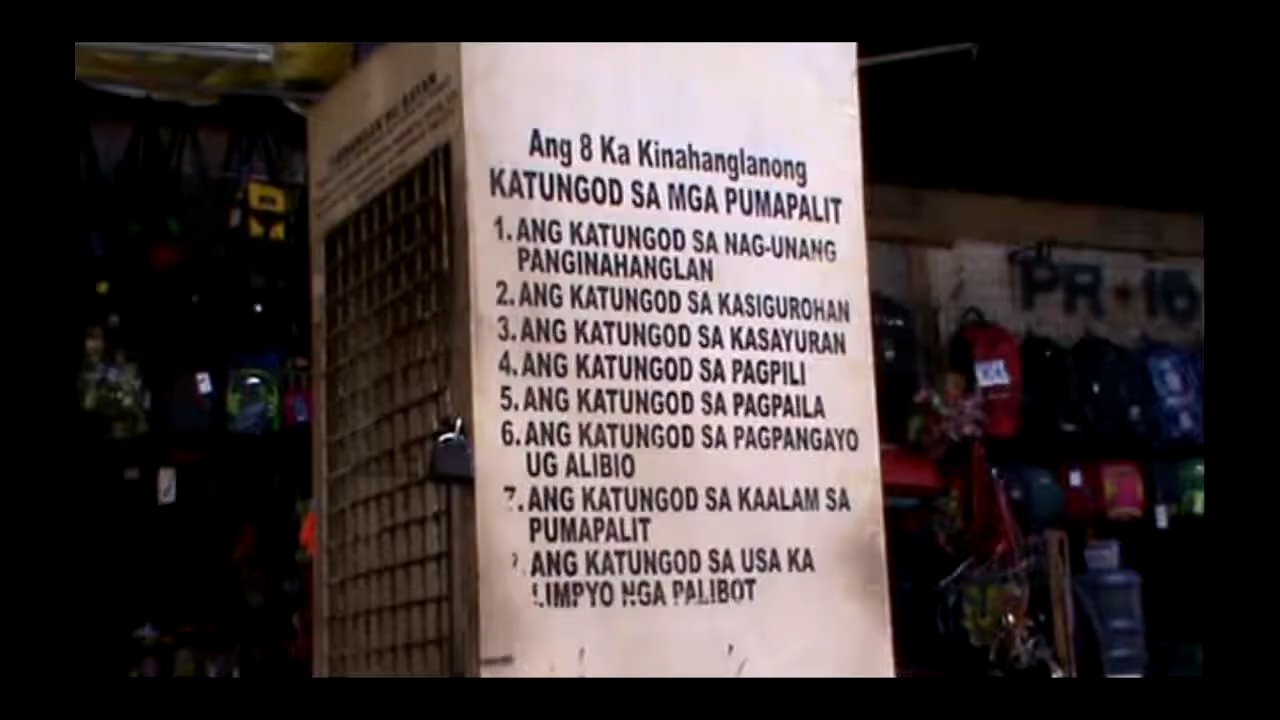 Ang 8 Ka Kinahanglanong
KATUNGOD SA MGA PUMAPALIT
1. ANG KATUNGOD SA NAG-UNANG
PANGINAHANGLAN
2. ANG KATUNGOD SA KASIGUROHAN
3. ANG KATUNGOD SA KASAYURAN
4. ANG KATUNGOD SA PAGPILI
5. ANG KATUNGOD SA PAGPAILA
6. ANG KATUNGOD SA PAGPANGAYO
UG ALIBIO
7. ANG KATUNGOD SA KAALAM SA
PUMAPALIT
ANG KATUNGOD SA USA KA
LIMPYO NGA PALIBOT
PR 16